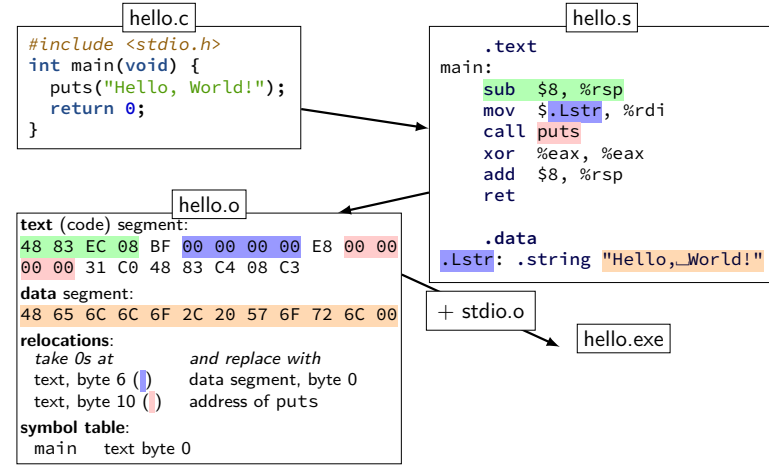 hello.c
#include <stdio.h>
int main(void) {
  puts("Hello, World!");
  return 0;
}
hello.s
.text
main:
sub $8, %rsp
mov $.Lstr, %rdi
call puts
xor %eax, %eax
add $8, %rsp
ret
.data
.Lstr: .string "Hello,␣World!"
hello.o
text (code) segment:
48 83 EC 08 BF 00 00 00 00 E8 00 00
00 00 31 C0 48 83 C4 08 C3
data segment:
48 65 6C 6C 6F 2C 20 57 6F 72 6C 00
relocations:
take 0s at and replace with
text, byte 6 ( ) data segment, byte 0
text, byte 10 ( ) address of puts
symbol table:
main text byte 0
+ stdio.o
hello.exe